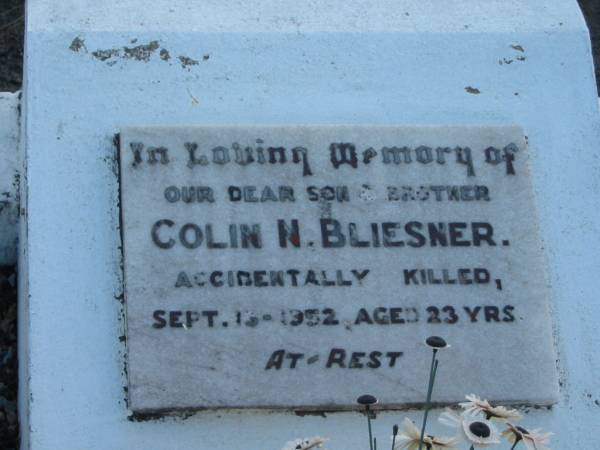 In Loving Memory of
OUR DEAR SON & BROTHER
COLIN N. BLIESNER.
ACCIDENTALLY KILLED,
SEPT. 13-1952, AGED 23 YRS.
AT-REST